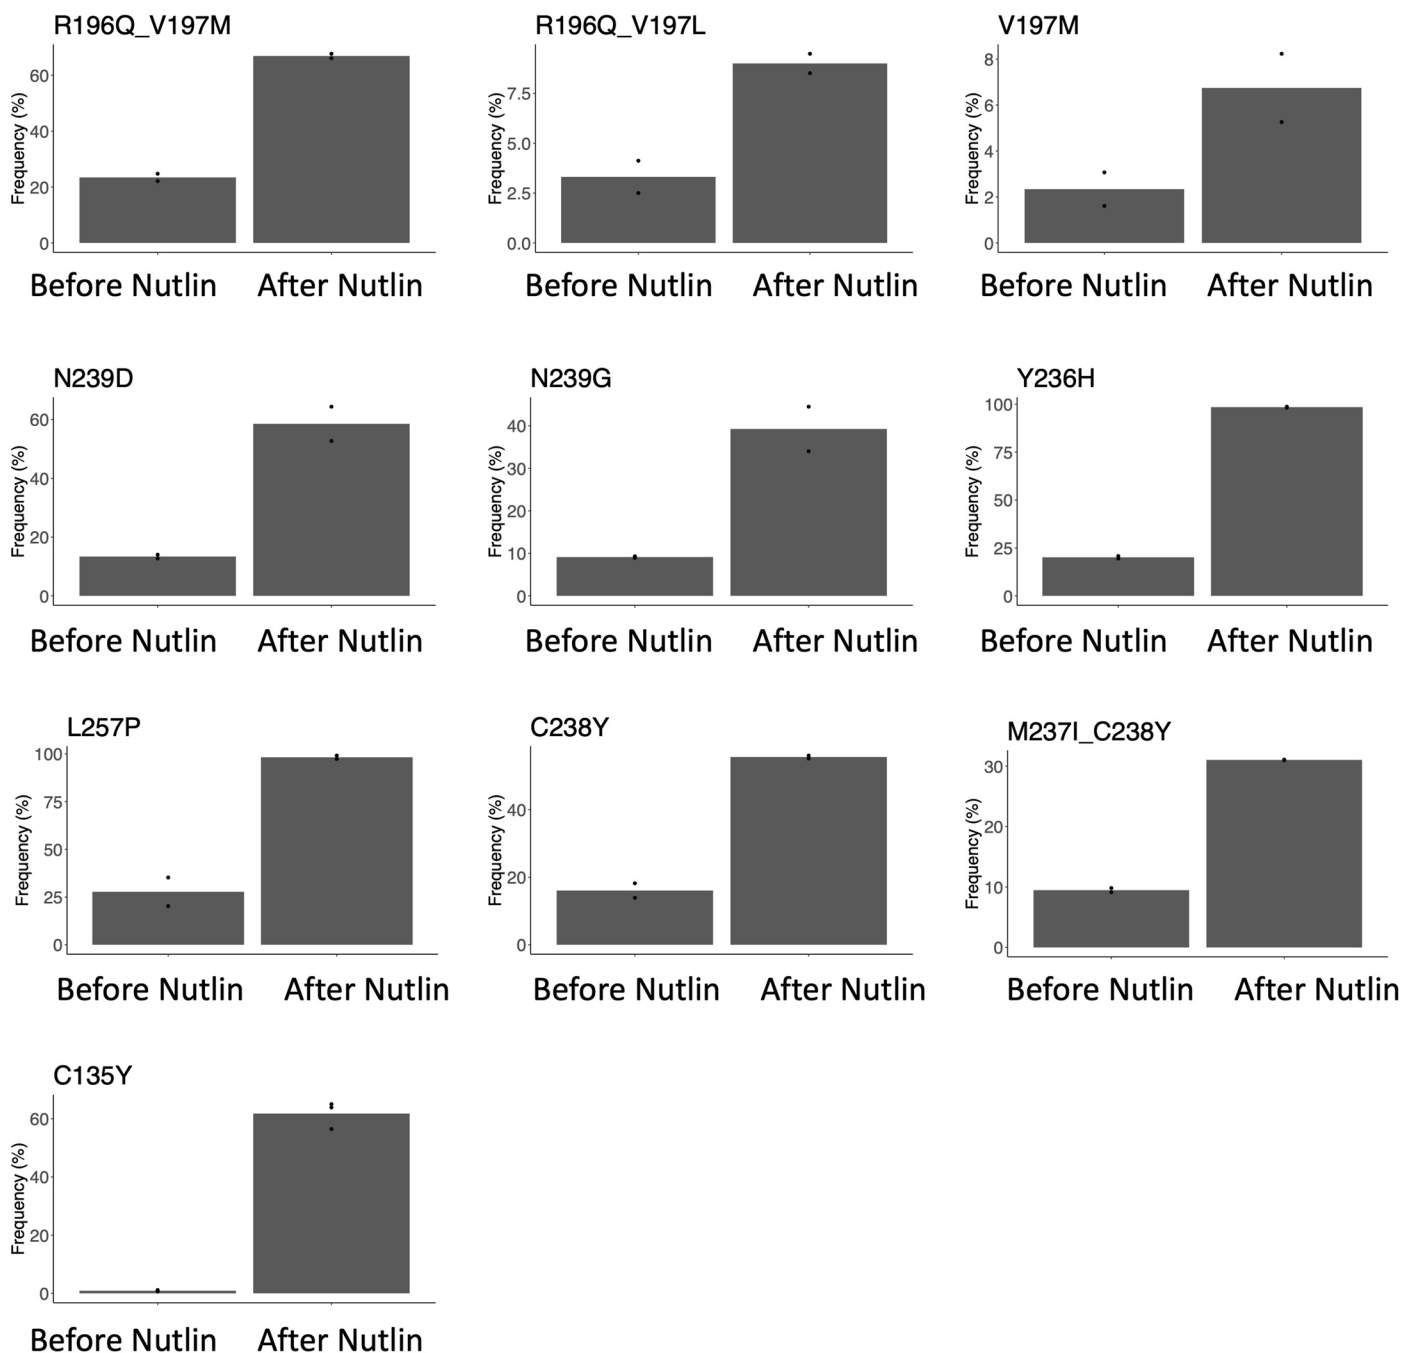 R196Q_V197M
R196Q_V197L
V197M
Frequency (%)
60
40
20
0
Frequency (%)
7.5
5.0
2.5
0.0
Frequency (%)
8
6
4
2
0
Before Nutlin After Nutlin
Before Nutlin After Nutlin
Before Nutlin After Nutlin
N239D
N239G
Y236H
Frequency (%)
60
40
20
0
Frequency (%)
40
30
20
10
0
Frequency (%)
100
75
50
25
0
Before Nutlin After Nutlin
Before Nutlin After Nutlin
Before Nutlin After Nutlin
L257P
C238Y
M237I_C238Y
Frequency (%)
100
75
50
25
0
Frequency (%)
40
20
0
Frequency (%)
30
20
10
0
Before Nutlin After Nutlin
Before Nutlin After Nutlin
Before Nutlin After Nutlin
C135Y
Frequency (%)
60
40
20
0
Before Nutlin After Nutlin